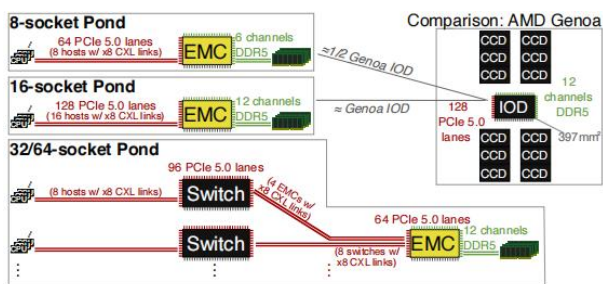 8-socket Pond
64 PCIe 5.0 lanes
(8 hosts w/ x8 CXL links)
CPU
EMC
6 channels
DDR5
16-socket Pond
128 PCIe 5.0 lanes
(16 hosts w/ x8 CXL links)
CPU
EMC
12 channels
DDR5
≈1/2 Genoa IOD
≈ Genoa IOD
Comparison: AMD Genoa
CCD CCD
CCD CCD
CCD CCD
128
PCIe 5.0
lanes
IOD
12
channels
DDR5
397mm²
CCD CCD
CCD CCD
CCD CCD
32/64-socket Pond
96 PCIe 5.0 lanes
CPU
(8 hosts w/ x8 CXL links)
Switch
(4 EMCs w/
x8 CXL links)
CPU
Switch
64 PCIe 5.0 lanes
EMC
12 channels
DDR5
(8 switches w/
x8 CXL links)